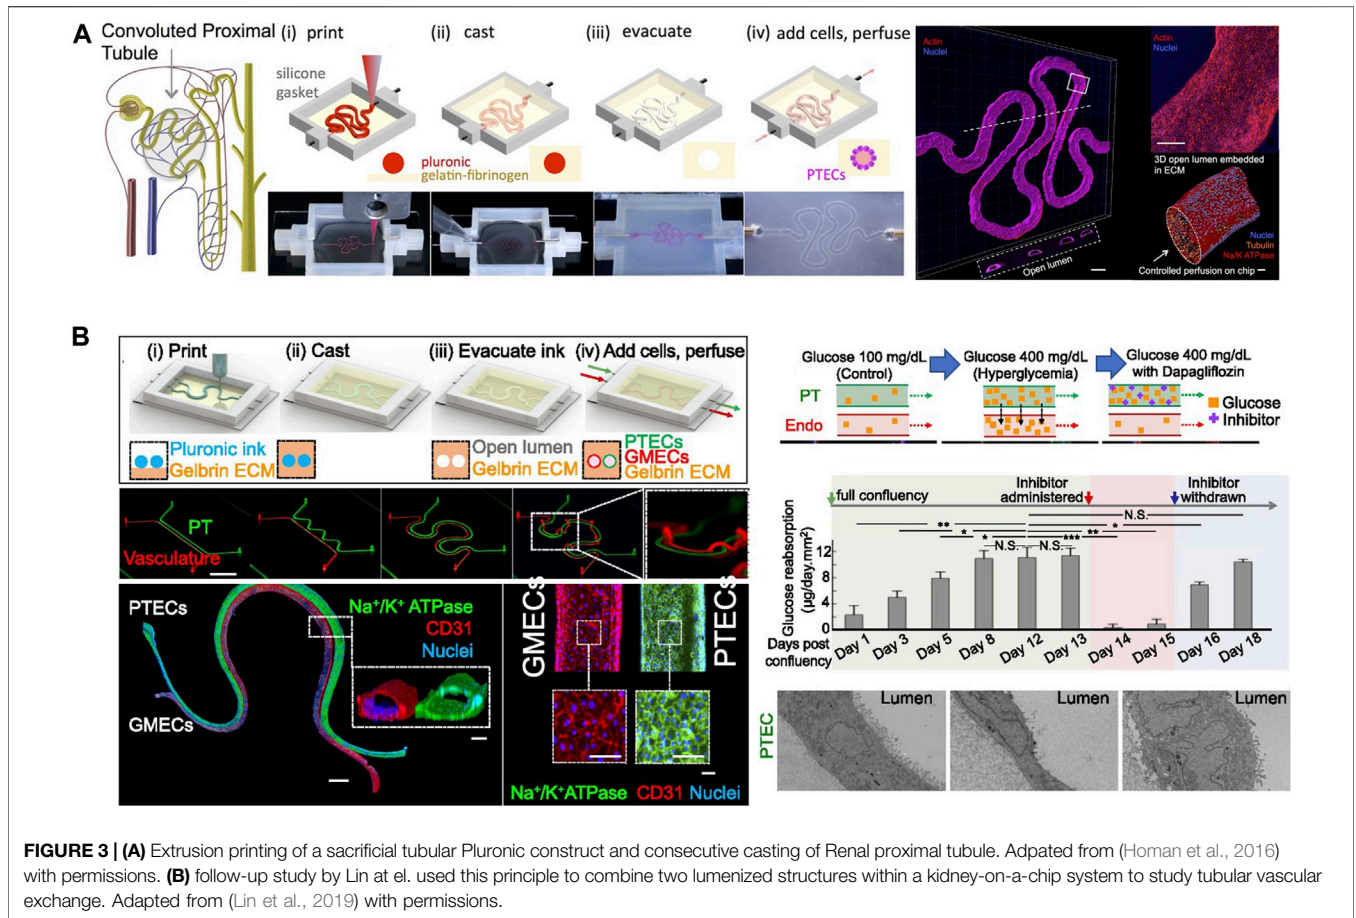 A
Convoluted Proximal
Tubule
(i) print
(ii) cast
(iii) evacuate
(iv) add cells, perfuse
silicone
gasket
pluronic
gelatin-fibrinogen
PTECs
Actin
Nuclei
Open lumen
Actin
Nuclei
3D open lumen embedded
in ECM
Nuclei
Tubulin
Na/K ATPase
Controlled perfusion on chip
B
(i) Print
(ii) Cast
(iii) Evacuate ink
(iv) Add cells, perfuse
Pluronic ink
Gelbrin ECM
Open lumen
Gelbrin ECM
PTECs
GMECs
Gelbrin ECM
PT
Vasculature
PTECs
GMECs
Na⁺/K⁺ ATPase
CD31
Nuclei
GMECs
PTECs
Na⁺/K⁺ATPase CD31 Nuclei
Glucose 100 mg/dL
(Control)
Glucose 400 mg/dL
(Hyperglycemia)
Glucose 400 mg/dL
with Dapagliflozin
PT
Endo
Glucose
Inhibitor
full confluency
Inhibitor
administered
Inhibitor
withdrawn
N.S.
** *
* * *** **
N.S. N.S.
Glucose reabsorption
(µg/day.mm²)
12
8
4
0
Days post
confluency
Day 1 Day 3 Day 5 Day 8 Day 12 Day 13 Day 14 Day 15 Day 16 Day 18
PTEC
Lumen
Lumen
Lumen
FIGURE 3 | (A) Extrusion printing of a sacrificial tubular Pluronic construct and consecutive casting of Renal proximal tubule. Adpated from (Homan et al., 2016)
with permissions. (B) follow-up study by Lin at el. used this principle to combine two lumenized structures within a kidney-on-a-chip system to study tubular vascular
exchange. Adapted from (Lin et al., 2019) with permissions.